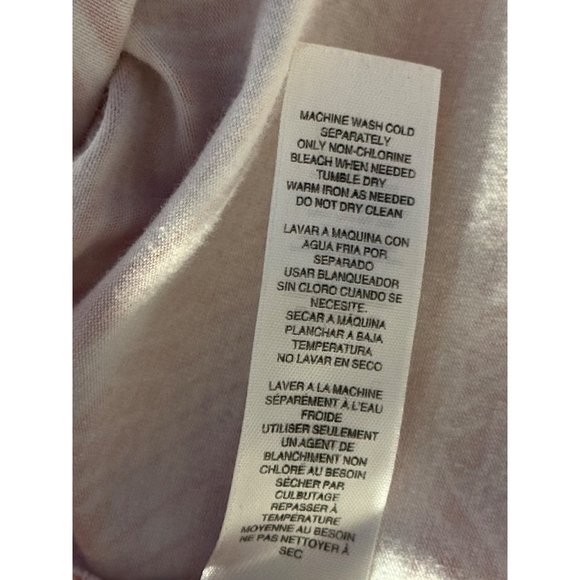 MACHINE WASH COLD
SEPARATELY
ONLY NON-CHLORINE
BLEACH WHEN NEEDED
TUMBLE DRY
WARM IRON AS NEEDED
DO NOT DRY CLEAN
LAVAR A MAQUINA CON
AGUA FRIA POR
SEPARADO
USAR BLANQUEADOR
SIN CLORO CUANDO SE
NECESITE.
SECAR A MÁQUINA
PLANCHAR A BAJA
TEMPERATURA
NO LAVAR EN SECO
LAVER A LA MACHINE
SÉPARÉMENT À L'EAU
FROIDE
UTILISER SEULEMENT
UN AGENT DE
BLANCHIMENT NON
CHLORÉ AU BESOIN
SÉCHER PAR
CULBUTAGE
REPASSER À
TEMPÉRATURE
MOYENNE AU BESOIN
NE PAS NETTOYER À
SEC